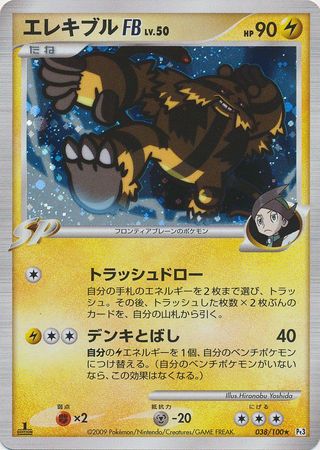 エレキブル FB LV.50 HP 90
たね
フロンティアブレーンのポケモン
SP
トラッシュドロー
自分の手札のエネルギーを2枚まで選び、トラッシュ。その後、トラッシュした枚数×2枚ぶんのカードを、自分の山札から引く。
デンキとばし 40
自分の エネルギーを1個、自分のベンチポケモンにつけ替える。(自分のベンチポケモンがいないなら、この効果はなくなる。)
Illus.Hironobu Yoshida
弱点 ×2 抵抗力 -20 にげる
1 EDITION ©2009 Pokémon/Nintendo/Creatures/GAME FREAK. 038/100★ Pt3